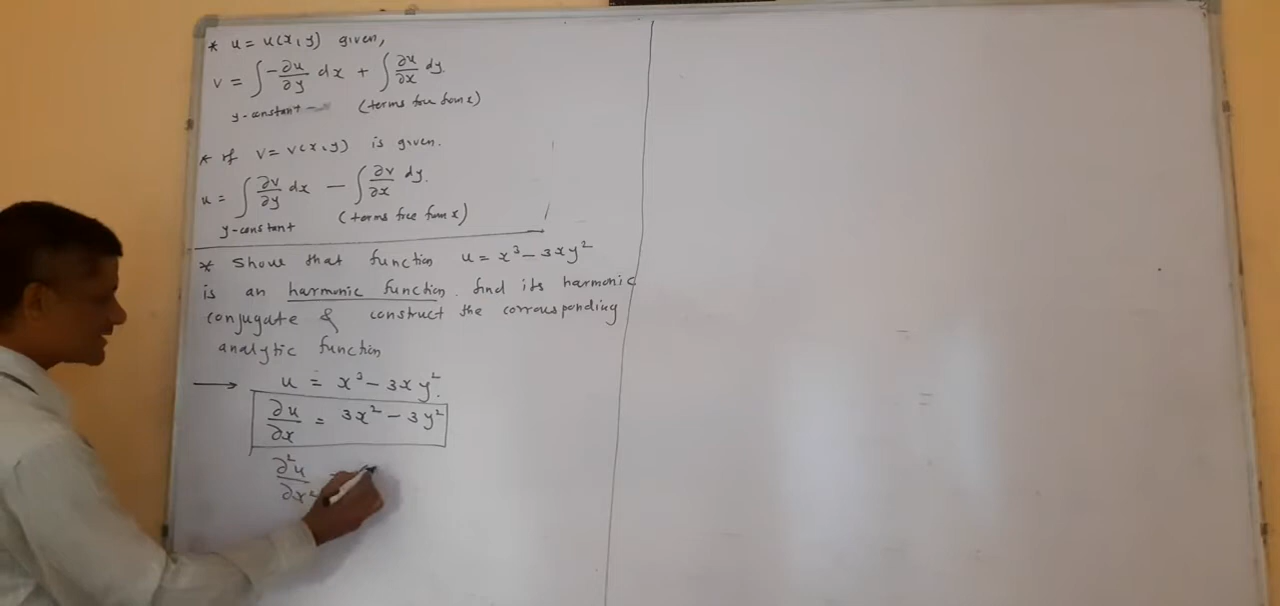 * u = u(x,y) given,
v = ∫ -∂u/∂y dx + ∫ ∂u/∂x dy.
y-constant (terms free from x)
* if v = v(x,y) is given.
u = ∫ ∂v/∂y dx - ∫ ∂v/∂x dy.
y-constant (terms free from x)
* Show that function u = x³ - 3xy²
is an harmonic function. find its harmonic
conjugate & construct the corrousponding
analytic function
→ u = x³ - 3xy².
∂u/∂x = 3x² - 3y²
∂²u/∂x²